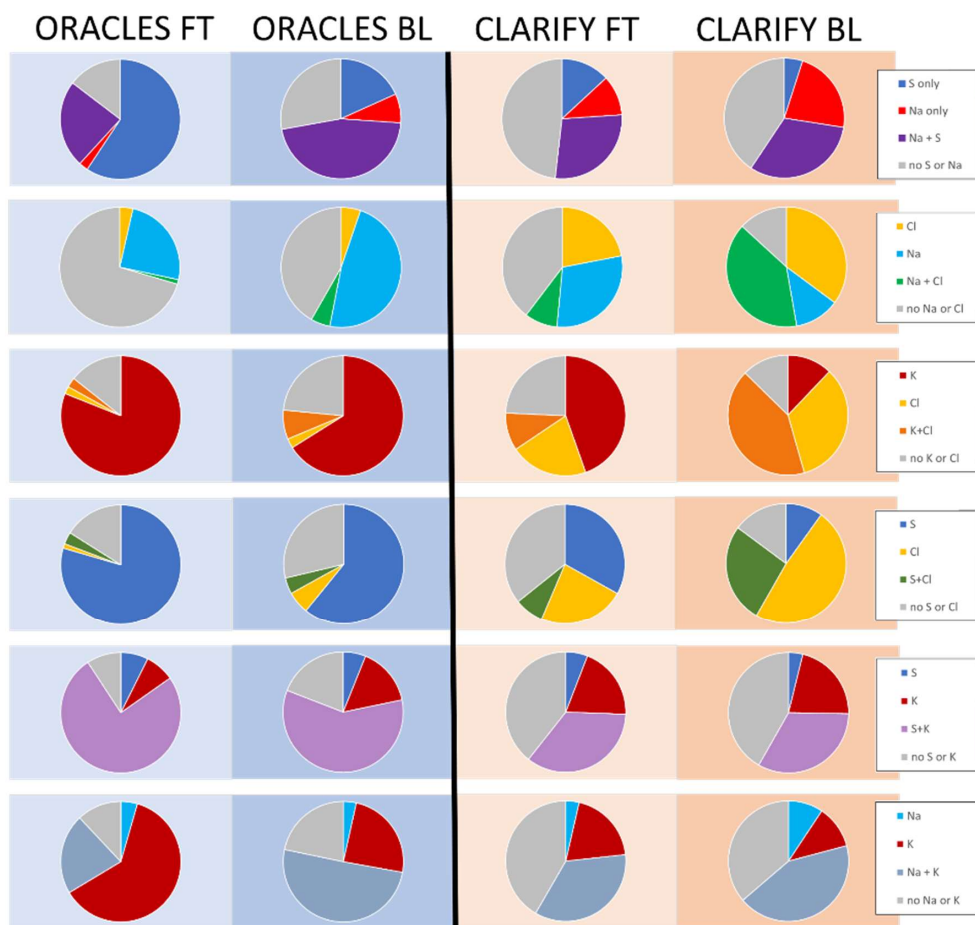 ORACLES FT ORACLES BL CLARIFY FT CLARIFY BL
S only
Na only
Na + S
no S or Na
Cl
Na
Na + Cl
no Na or Cl
K
Cl
K+Cl
no K or Cl
S
Cl
S+Cl
no S or Cl
S
K
S+K
no S or K
Na
K
Na + K
no Na or K